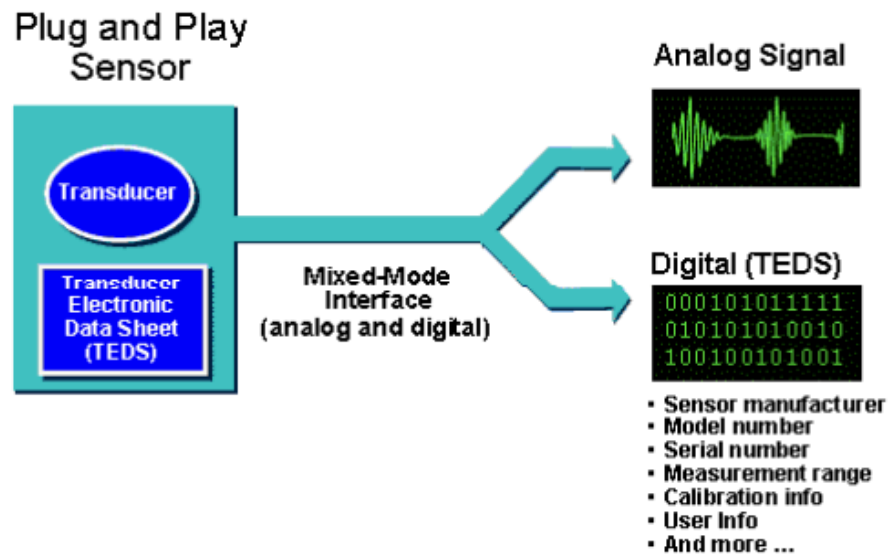 Plug and Play
Sensor
Transducer
Transducer
Electronic
Data Sheet
(TEDS)
Mixed-Mode
Interface
(analog and digital)
Analog Signal
Digital (TEDS)
000101011111
010101010010
100100101001
· Sensor manufacturer
· Model number
· Serial number
· Measurement range
· Calibration info
· User Info
· And more ...